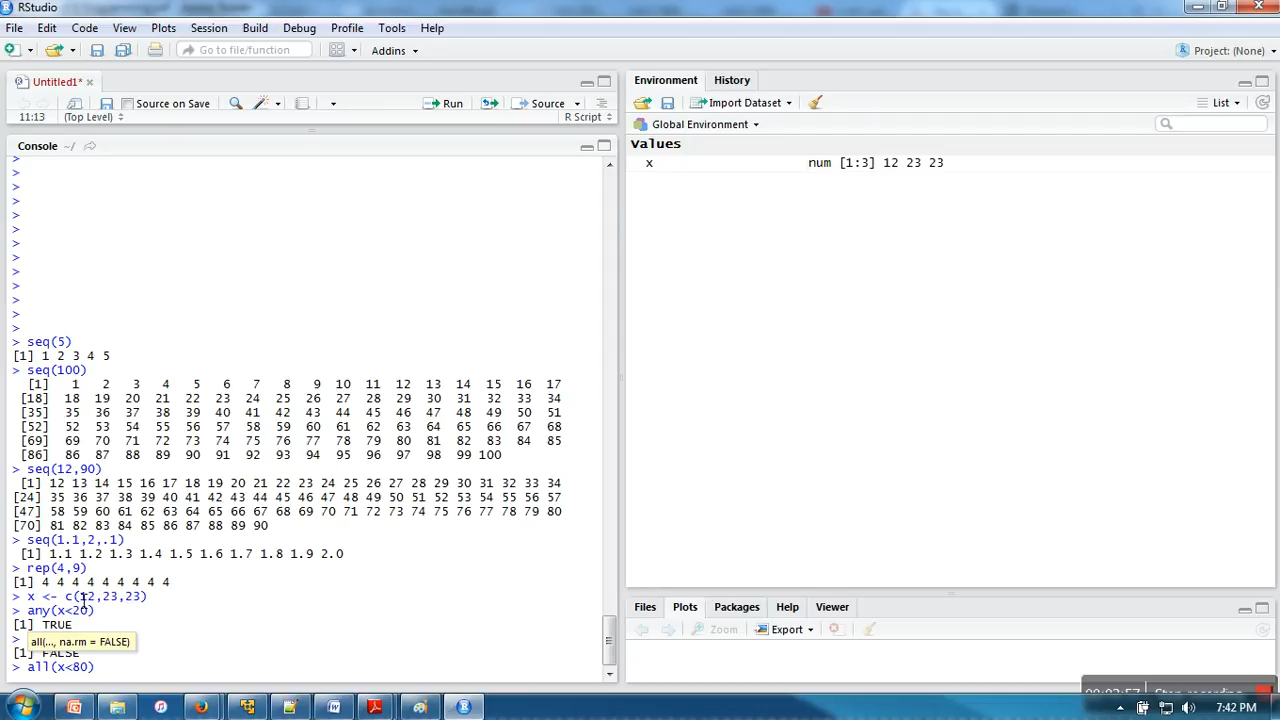 RStudio
File Edit Code View Plots Session Build Debug Profile Tools Help
Go to file/function Addins Project: (None)
Untitled1*
Source on Save Run Source
11:13 (Top Level) R Script
Console ~/
>
>
>
>
>
>
>
>
>
>
>
>
>
> seq(5)
[1] 1 2 3 4 5
> seq(100)
[1] 1 2 3 4 5 6 7 8 9 10 11 12 13 14 15 16 17
[18] 18 19 20 21 22 23 24 25 26 27 28 29 30 31 32 33 34
[35] 35 36 37 38 39 40 41 42 43 44 45 46 47 48 49 50 51
[52] 52 53 54 55 56 57 58 59 60 61 62 63 64 65 66 67 68
[69] 69 70 71 72 73 74 75 76 77 78 79 80 81 82 83 84 85
[86] 86 87 88 89 90 91 92 93 94 95 96 97 98 99 100
> seq(12,90)
[1] 12 13 14 15 16 17 18 19 20 21 22 23 24 25 26 27 28 29 30 31 32 33 34
[24] 35 36 37 38 39 40 41 42 43 44 45 46 47 48 49 50 51 52 53 54 55 56 57
[47] 58 59 60 61 62 63 64 65 66 67 68 69 70 71 72 73 74 75 76 77 78 79 80
[70] 81 82 83 84 85 86 87 88 89 90
> seq(1.1,2,.1)
[1] 1.1 1.2 1.3 1.4 1.5 1.6 1.7 1.8 1.9 2.0
> rep(4,9)
[1] 4 4 4 4 4 4 4 4 4
> x <- c(12,23,23)
> any(x<20)
[1] TRUE
>
all(..., na.rm = FALSE)
[1] FALSE
> all(x<80)
Environment History
Import Dataset List
Global Environment
Values
x num [1:3] 12 23 23
Files Plots Packages Help Viewer
Zoom Export
Stop recording
7:42 PM